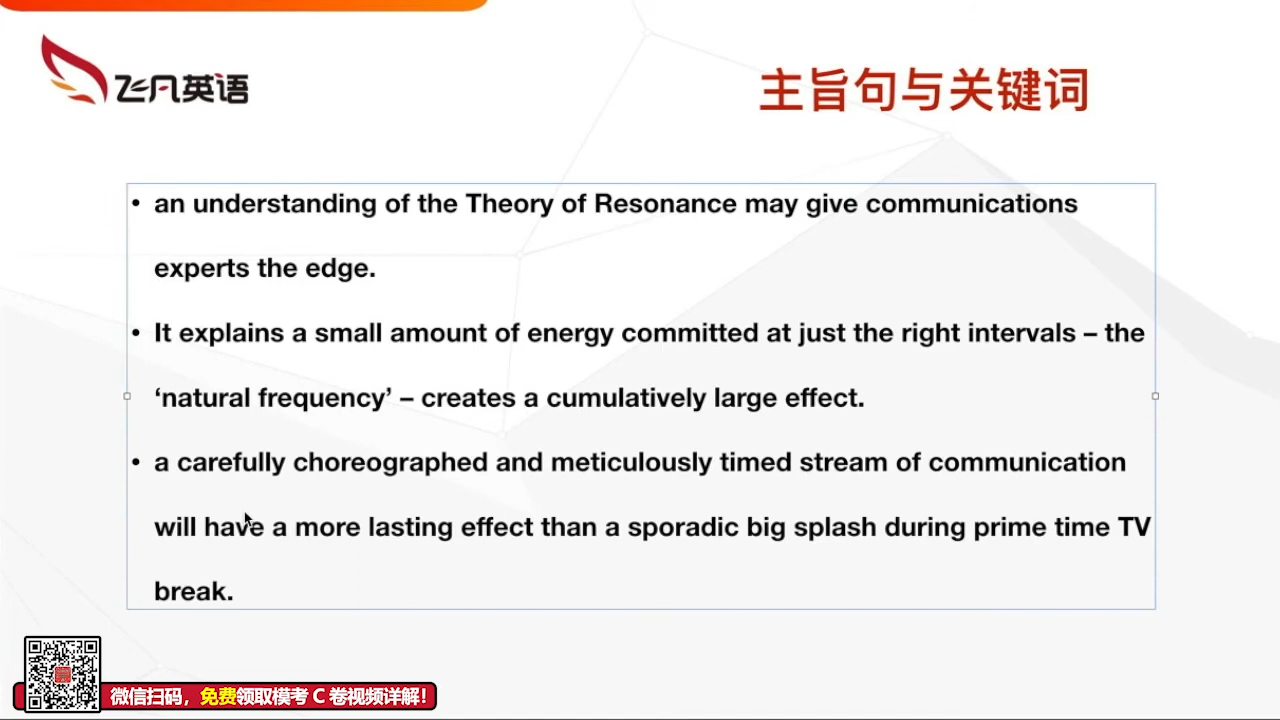 飞凡英语
主旨句与关键词
• an understanding of the Theory of Resonance may give communications
experts the edge.
• It explains a small amount of energy committed at just the right intervals – the
‘natural frequency’ – creates a cumulatively large effect.
• a carefully choreographed and meticulously timed stream of communication
will have a more lasting effect than a sporadic big splash during prime time TV
break.
微信扫码，免费领取模考 C 卷视频详解！